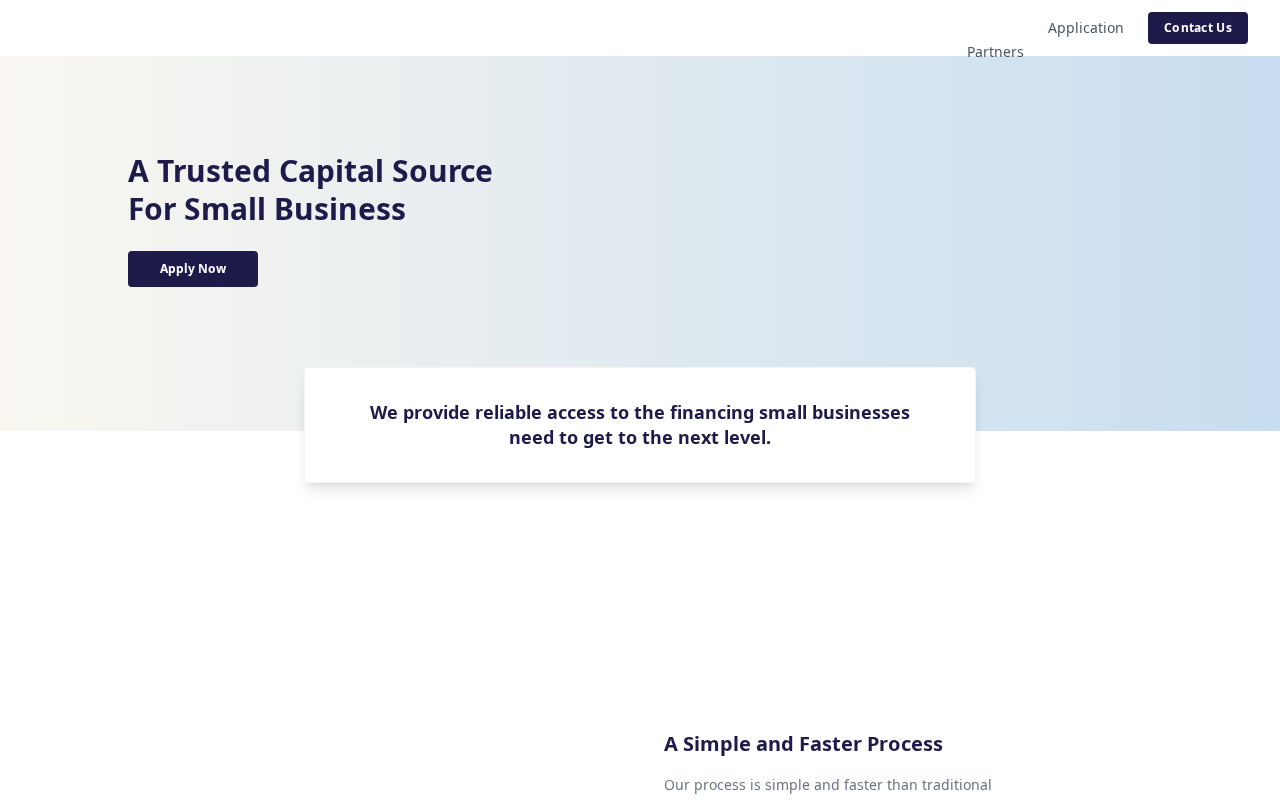 Application
Contact Us
Partners
A Trusted Capital Source
For Small Business
Apply Now
We provide reliable access to the financing small businesses
need to get to the next level.
A Simple and Faster Process
Our process is simple and faster than traditional